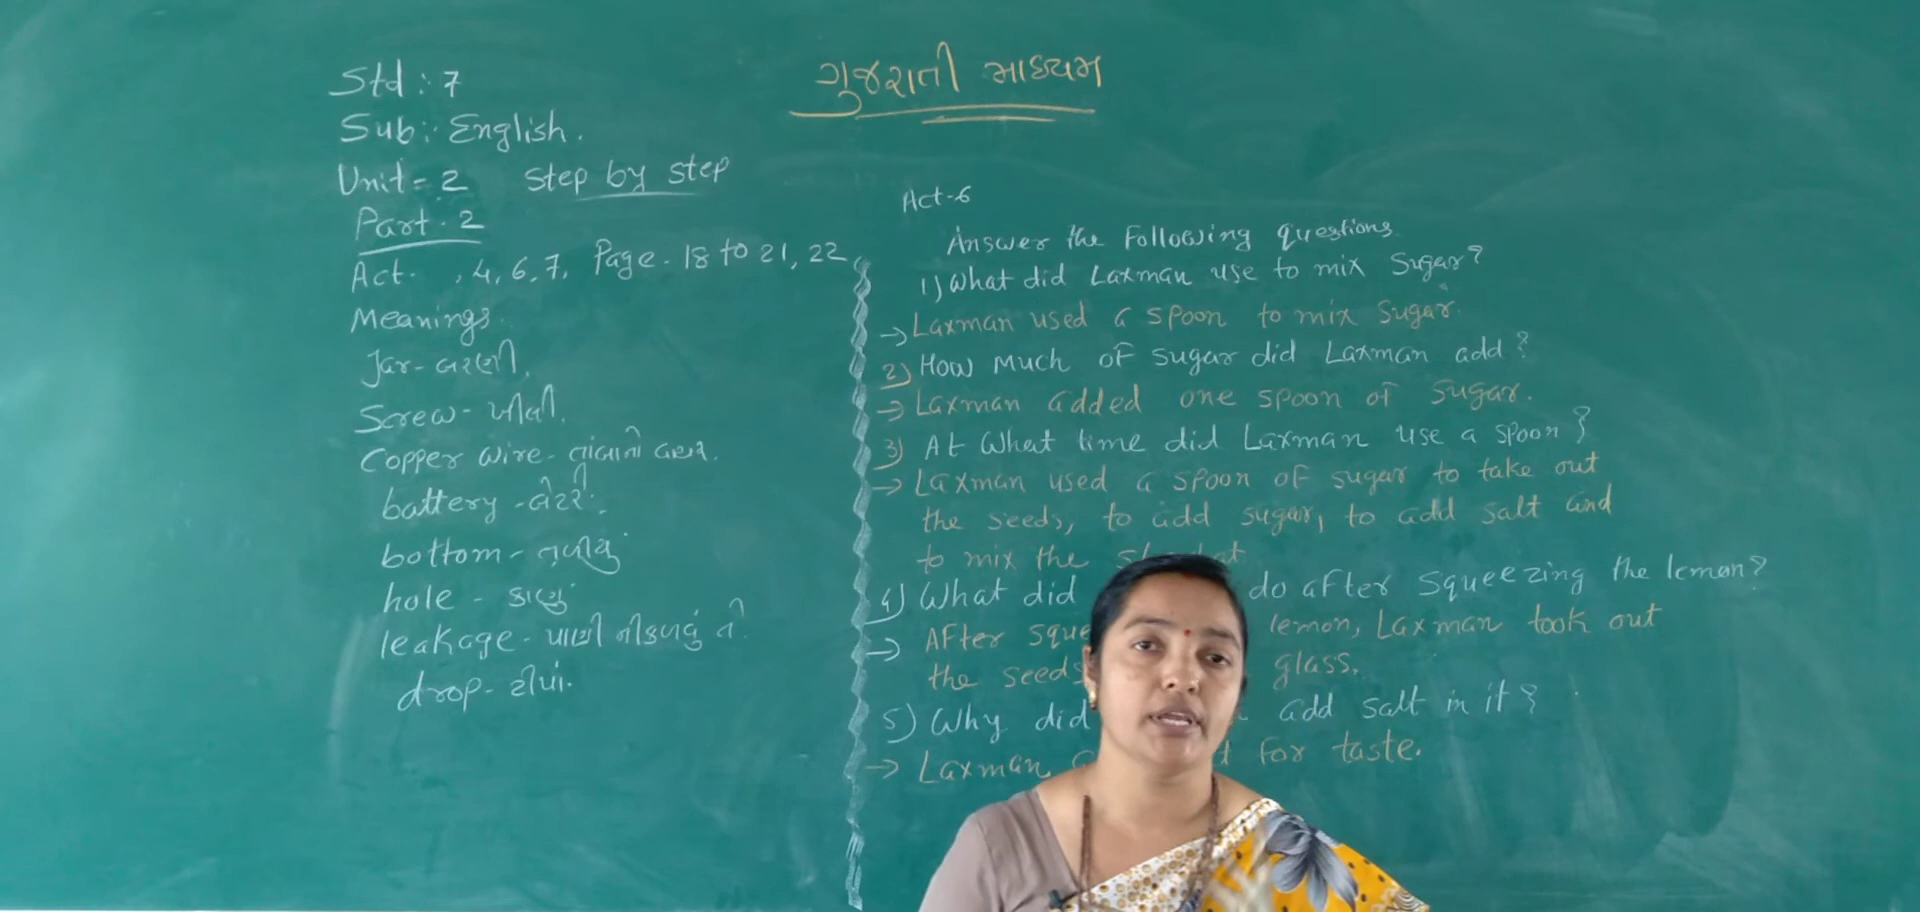 ગુજરાતી માધ્યમ
Std : 7
Sub : English.
Unit = 2 Step by step
Part - 2
Act. , 4, 6, 7, Page - 18 to 21, 22
Meanings
Jar - બરણી.
Screw - ખીલી.
Copper wire - તાંબાનો વાયર.
battery - બેટરી.
bottom - તળીયું
hole - કાણું
leakage - પાણી નીકળવું તે.
drop - ટીપાં.
Act-6
Answer the Following questions
1) What did Laxman use to mix Sugar?
→ Laxman used a spoon to mix Sugar.
2) How Much of sugar did Laxman add?
→ Laxman added one spoon of sugar.
3) At What time did Laxman use a spoon?
→ Laxman used a spoon of sugar to take out
the seeds, to add sugar, to add salt and
to mix the
4) What did do after squeezing the lemon?
→ After sque lemon, Laxman took out
the seeds glass.
5) Why did add salt in it?
→ Laxman for taste.